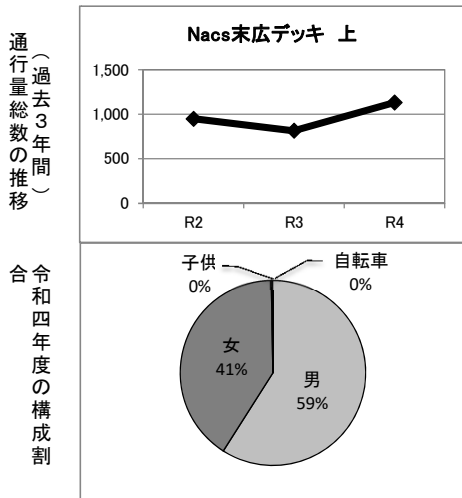 通行量総数の推移
（過去３年間）
Nacs末広デッキ 上
1,500
1,000
500
0
R2
R3
R4
令和四年度の構成割
合
子供
0%
自転車
0%
女
41%
男
59%